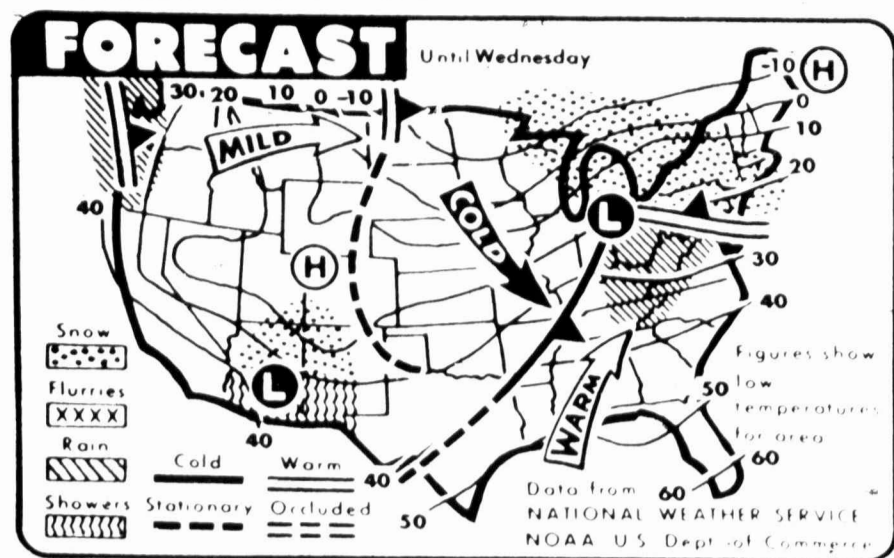 FORECAST
Until Wednesday
30 20 10 0 -10
-10 H
0
10
20
MILD
40
COLD
L
H
30
40
Snow
Flurries
Rain
Showers
L
40
Cold
Warm
Stationary
Occluded
40
50
WARM
50
60
60
Figures show
low
temperatures
for area
Data from
NATIONAL WEATHER SERVICE
NOAA US Dept of Commerce